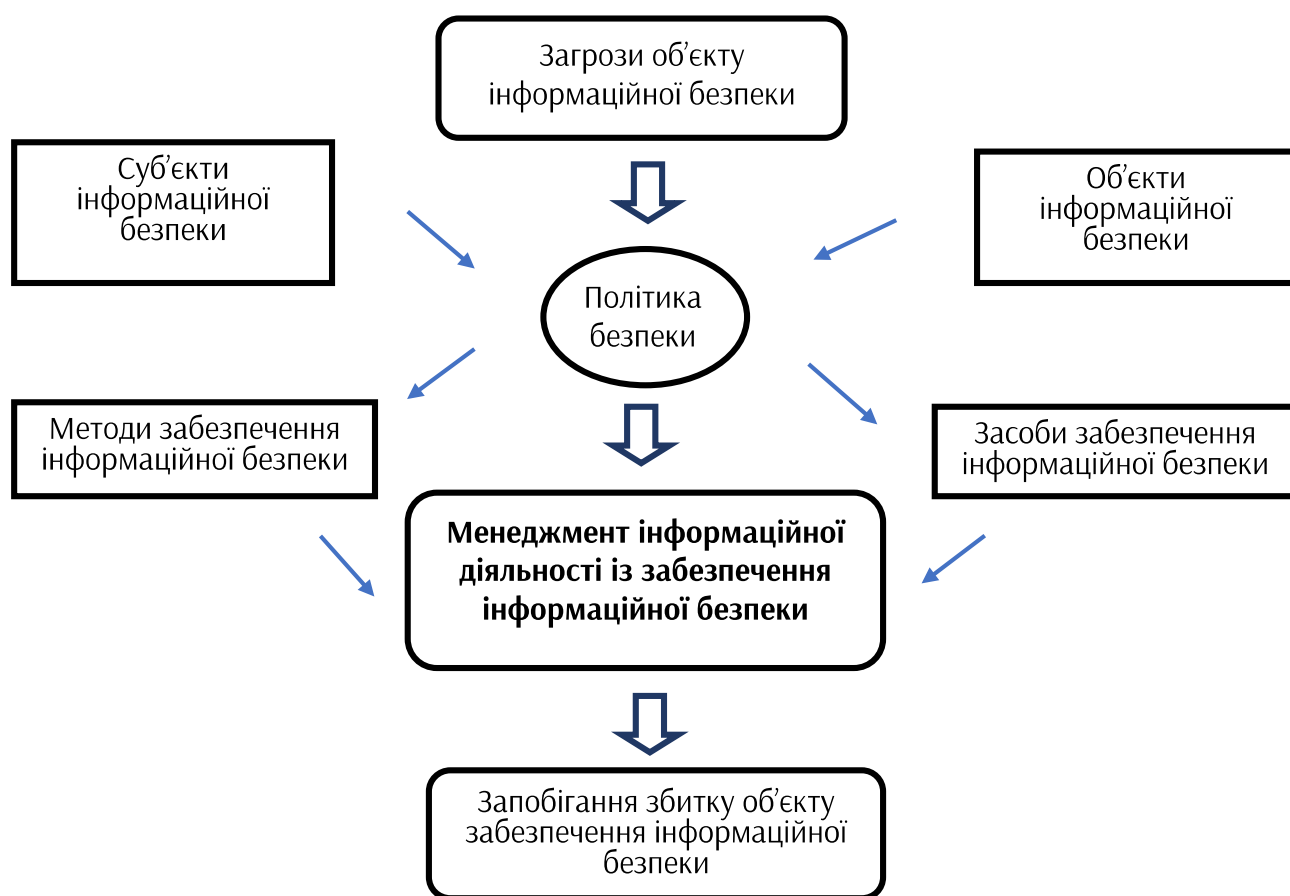 Загрози об’єкту
інформаційної безпеки
Суб’єкти
інформаційної
безпеки
Об’єкти
інформаційної
безпеки
Політика
безпеки
Методи забезпечення
інформаційної безпеки
Засоби забезпечення
інформаційної безпеки
Менеджмент інформаційної
діяльності із забезпечення
інформаційної безпеки
Запобігання збитку об’єкту
забезпечення інформаційної
безпеки